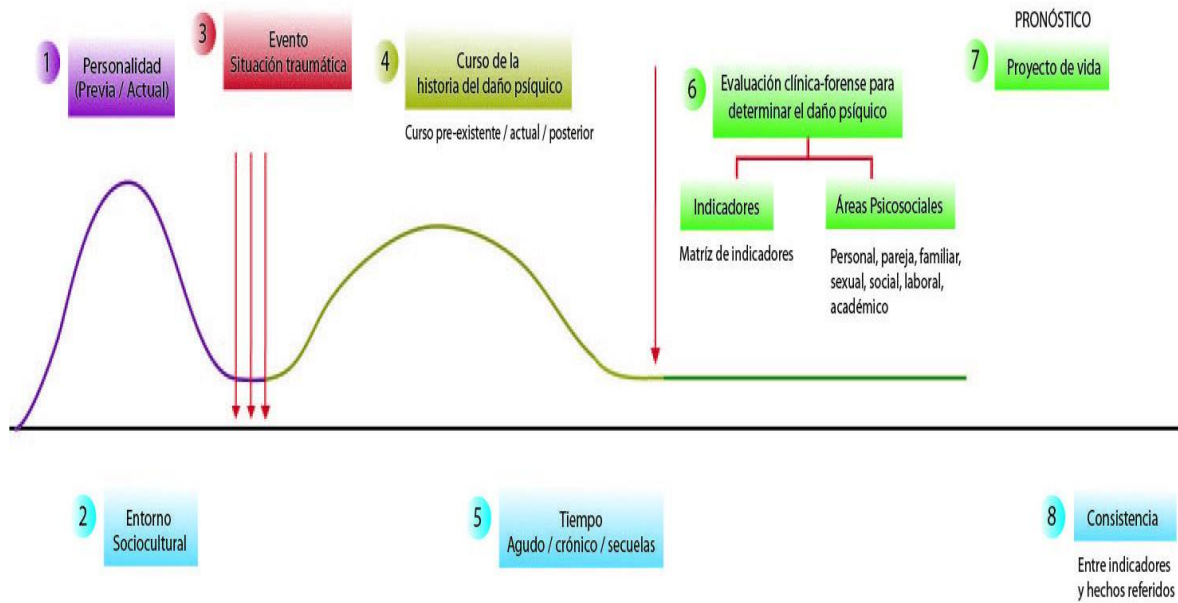 1
Personalidad
(Previa / Actual)
2
Entorno
Sociocultural
3
Evento
Situación traumática
4
Curso de la
historia del daño psíquico
Curso pre-existente / actual / posterior
5
Tiempo
Agudo / crónico / secuelas
6
Evaluación clínica-forense para
determinar el daño psíquico
Indicadores
Matríz de indicadores
Áreas Psicosociales
Personal, pareja, familiar,
sexual, social, laboral,
académico
PRONÓSTICO
7
Proyecto de vida
8
Consistencia
Entre indicadores
y hechos referidos